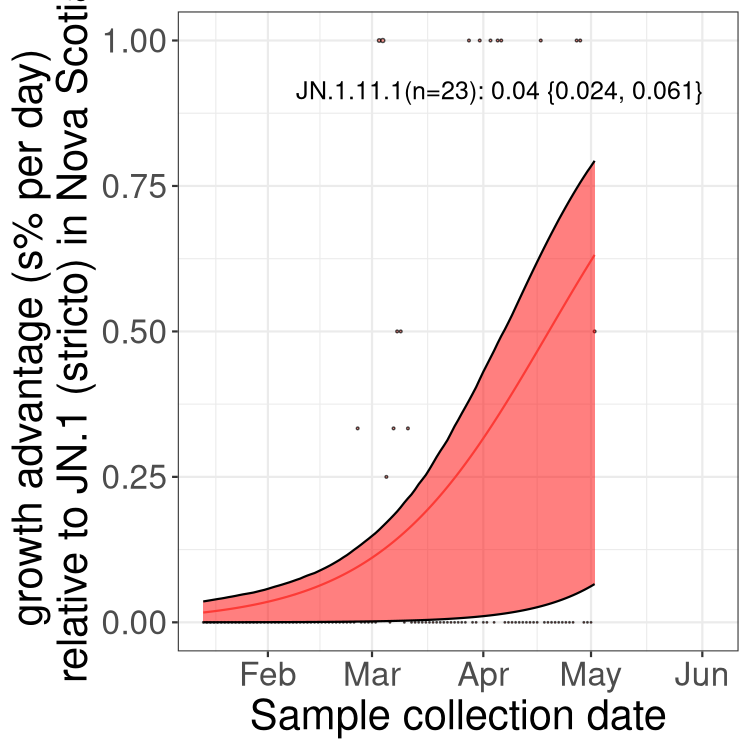 growth advantage (s% per day)
relative to JN.1 (stricto) in Nova Scotia
1.00
0.75
0.50
0.25
0.00
JN.1.11.1(n=23): 0.04 {0.024, 0.061}
Feb Mar Apr May Jun
Sample collection date